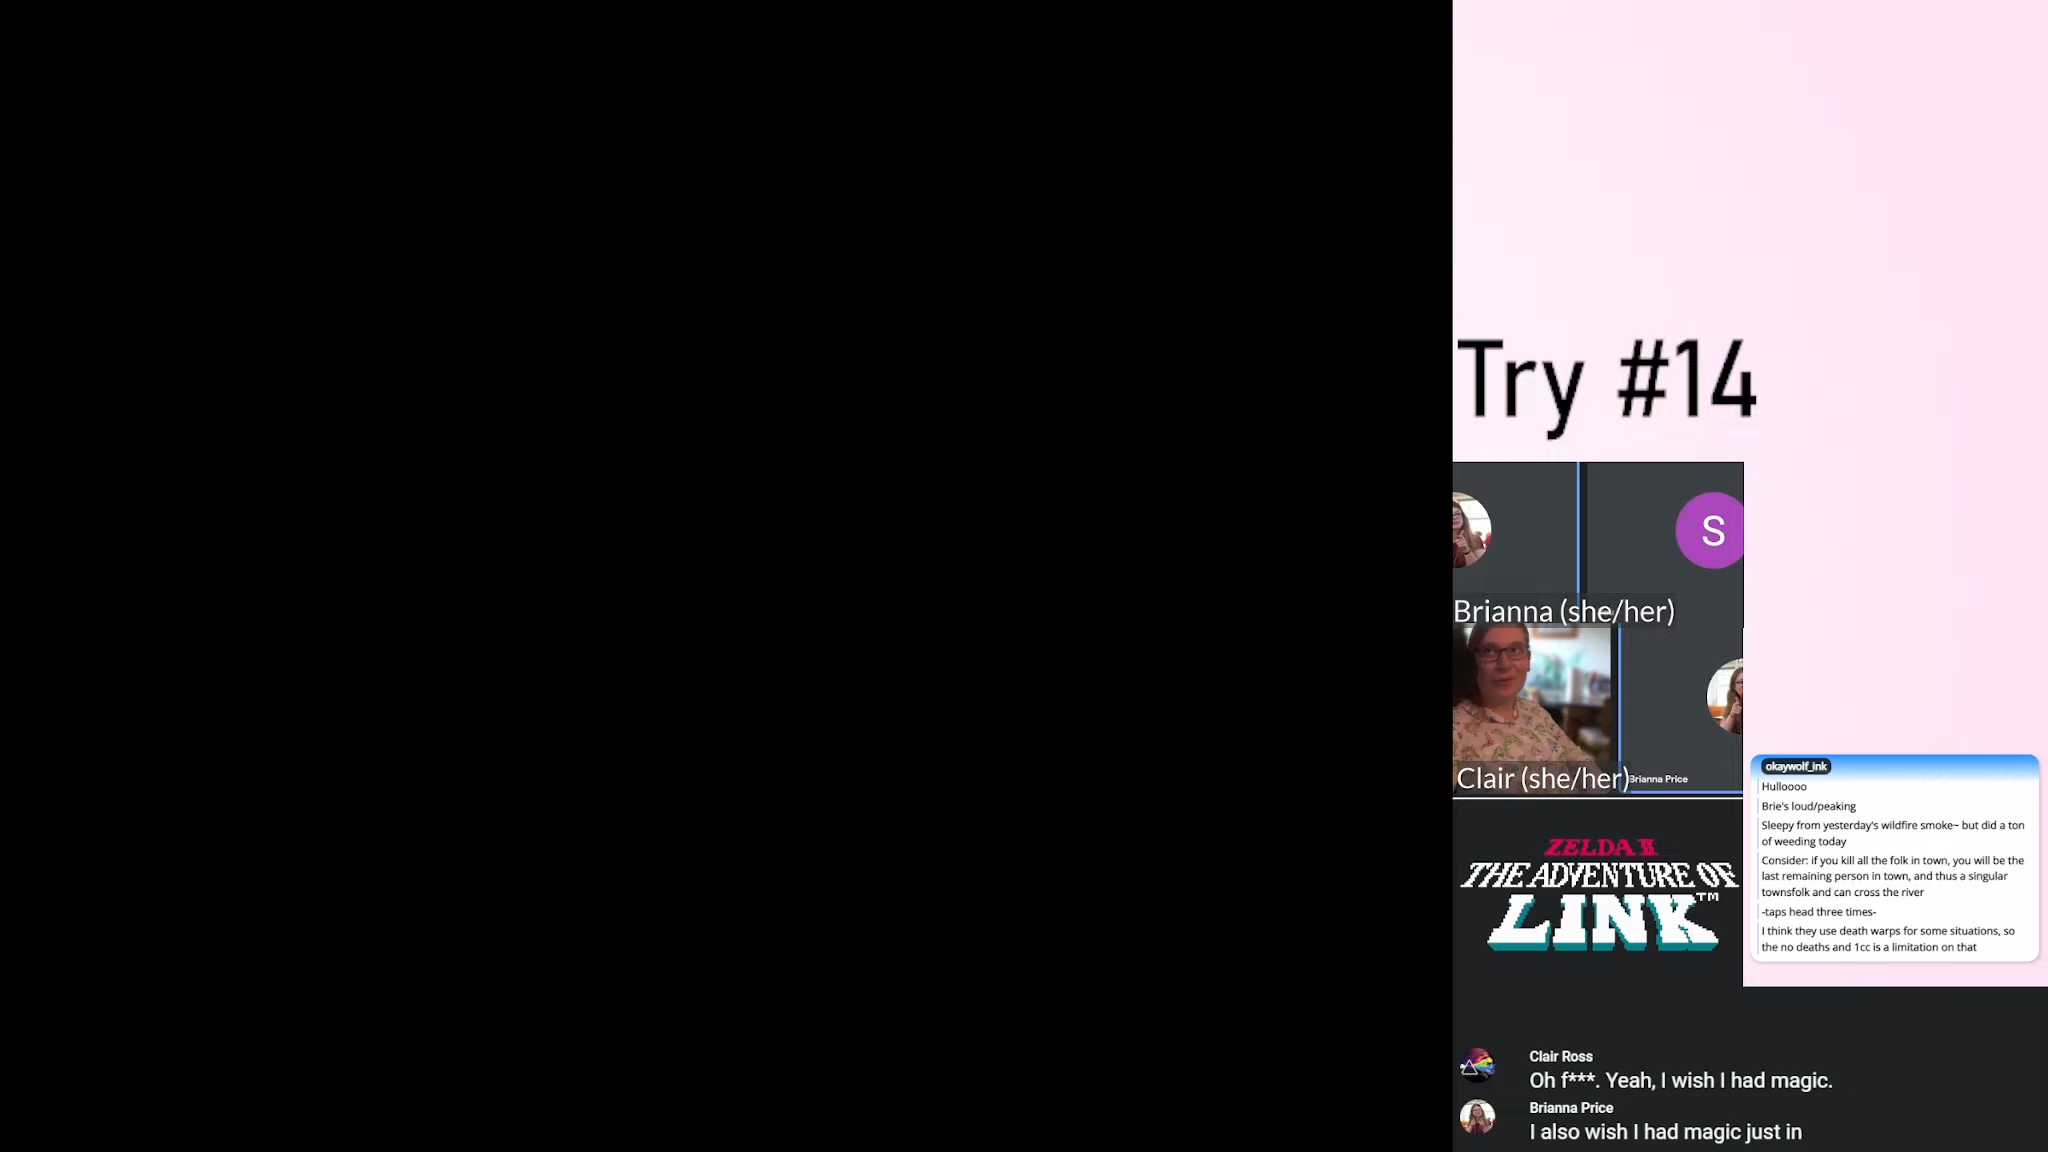 Try #14
S
Brianna (she/her)
Clair (she/her)
Brianna Price
okaywolf_ink
Hulloooo
Brie's loud/peaking
Sleepy from yesterday's wildfire smoke~ but did a ton
of weeding today
Consider: if you kill all the folk in town, you will be the
last remaining person in town, and thus a singular
townsfolk and can cross the river
-taps head three times-
I think they use death warps for some situations, so
the no deaths and 1cc is a limitation on that
ZELDA II
THE ADVENTURE OF
LINK™
Clair Ross
Oh f***. Yeah, I wish I had magic.
Brianna Price
I also wish I had magic just in